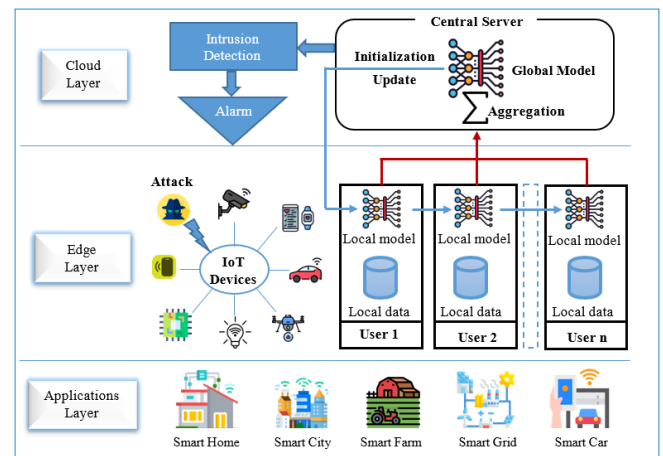 Central Server
Intrusion
Detection
Initialization
Update
Global Model
Aggregation
Cloud
Layer
Alarm
Attack
IoT
Devices
Edge
Layer
Local model
Local model
Local model
Local data
Local data
Local data
User 1
User 2
User n
Applications
Layer
Smart Home
Smart City
Smart Farm
Smart Grid
Smart Car